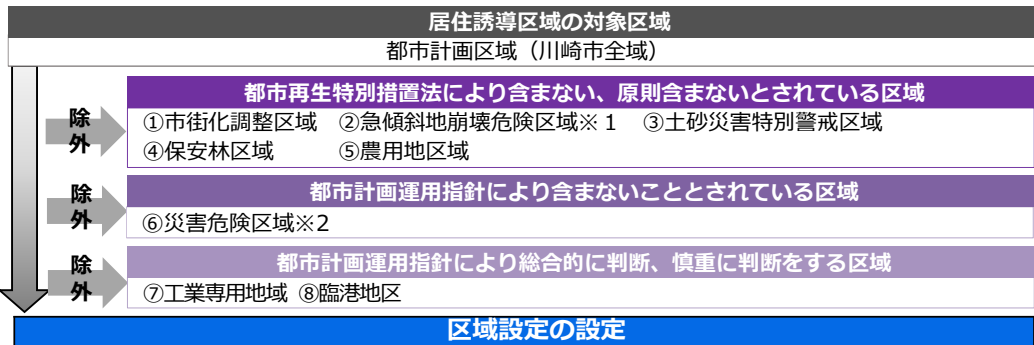 居住誘導区域の対象区域
都市計画区域（川崎市全域）
除外
都市再生特別措置法により含まない、原則含まないとされている区域
①市街化調整区域 ②急傾斜地崩壊危険区域※１ ③土砂災害特別警戒区域
④保安林区域 ⑤農用地区域
除外
都市計画運用指針により含まないこととされている区域
⑥災害危険区域※2
除外
都市計画運用指針により総合的に判断、慎重に判断をする区域
⑦工業専用地域 ⑧臨港地区
区域設定の設定